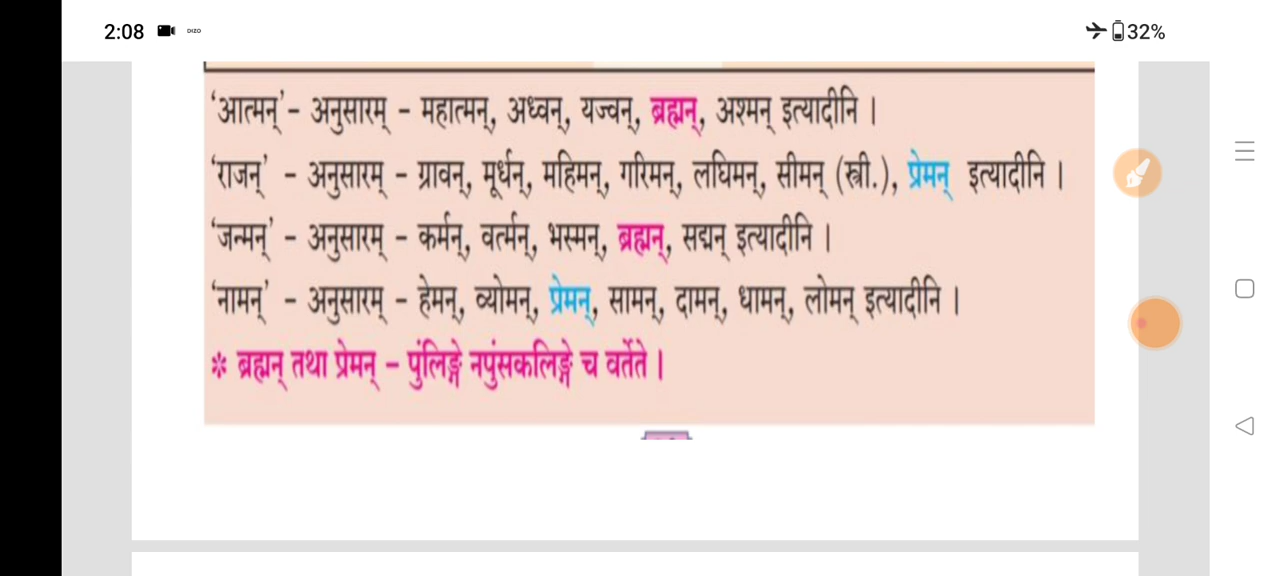 2:08 DIZO 32%
‘आत्मन्’ – अनुसारम् – महात्मन्, अध्वन्, यज्वन्, ब्रह्मन्, अश्मन् इत्यादीनि ।
‘राजन्’ – अनुसारम् – ग्रावन्, मूर्धन्, महिमन्, गरिमन्, लघिमन्, सीमन् (स्त्री.), प्रेमन् इत्यादीनि ।
‘जन्मन्’ – अनुसारम् – कर्मन्, वर्त्मन्, भस्मन्, ब्रह्मन्, सद्मन् इत्यादीनि ।
‘नामन्’ – अनुसारम् – हेमन्, व्योमन्, प्रेमन्, सामन्, दामन्, धामन्, लोमन् इत्यादीनि ।
* ब्रह्मन् तथा प्रेमन् – पुंलिङ्गे नपुंसकलिङ्गे च वर्तेते ।